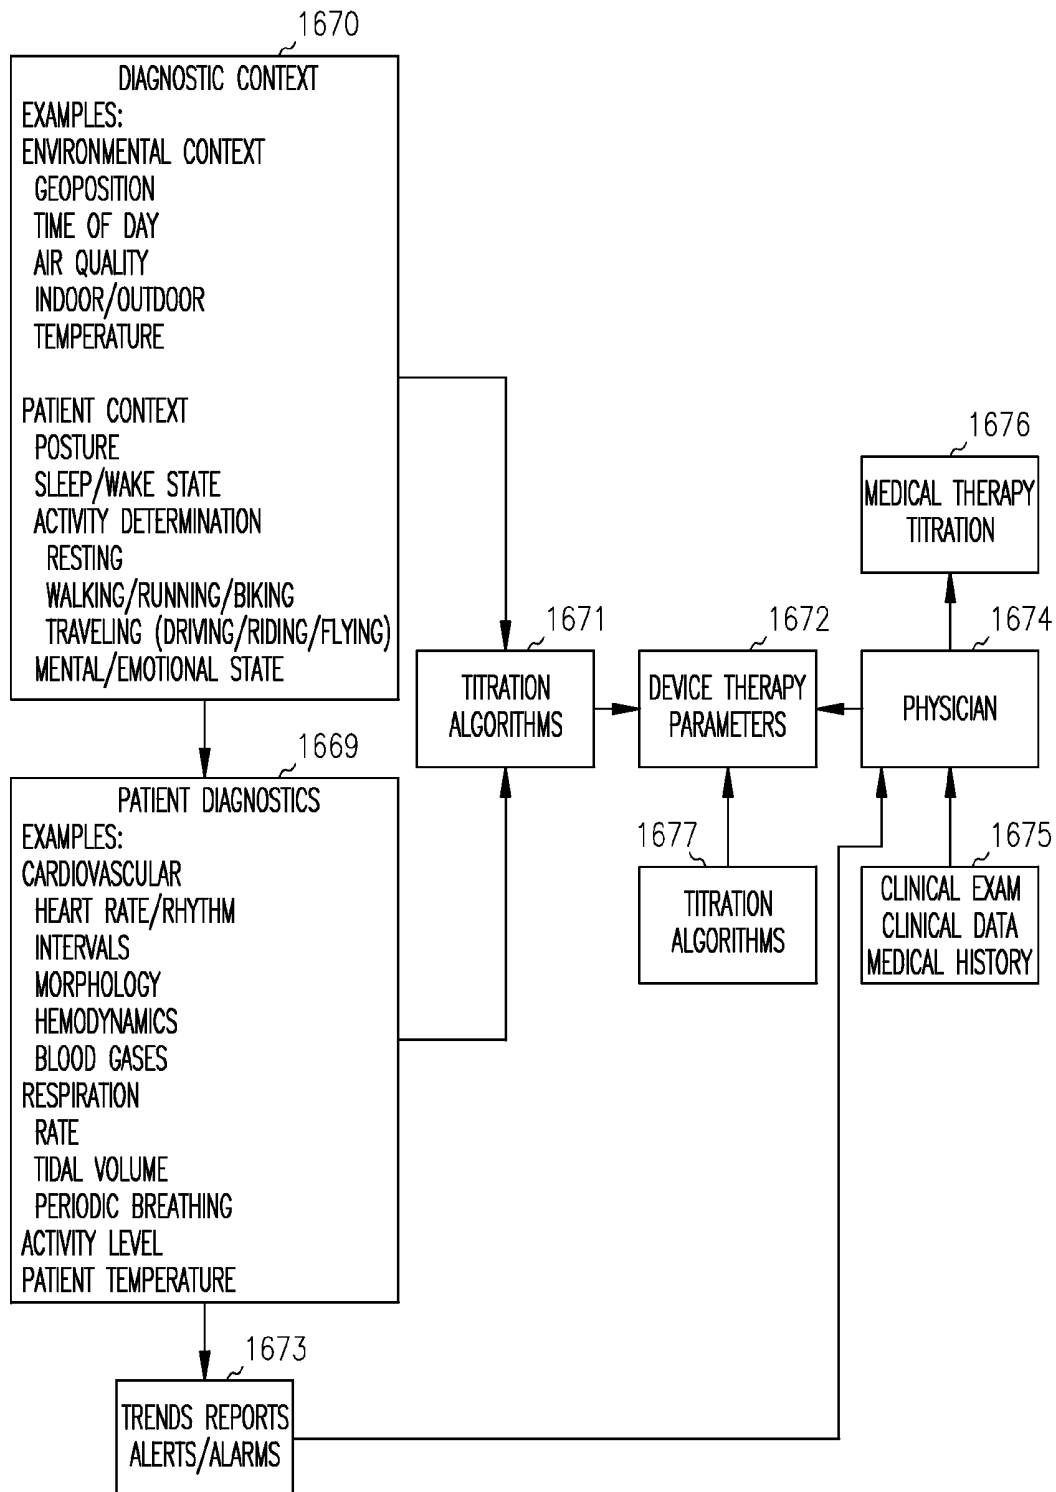 1670
DIAGNOSTIC CONTEXT
EXAMPLES:
ENVIRONMENTAL CONTEXT
GEOPOSITION
TIME OF DAY
AIR QUALITY
INDOOR/OUTDOOR
TEMPERATURE
PATIENT CONTEXT
POSTURE
SLEEP/WAKE STATE
ACTIVITY DETERMINATION
RESTING
WALKING/RUNNING/BIKING
TRAVELING (DRIVING/RIDING/FLYING)
MENTAL/EMOTIONAL STATE
1669
PATIENT DIAGNOSTICS
EXAMPLES:
CARDIOVASCULAR
HEART RATE/RHYTHM
INTERVALS
MORPHOLOGY
HEMODYNAMICS
BLOOD GASES
RESPIRATION
RATE
TIDAL VOLUME
PERIODIC BREATHING
ACTIVITY LEVEL
PATIENT TEMPERATURE
1673
TRENDS REPORTS
ALERTS/ALARMS
1671
TITRATION
ALGORITHMS
1672
DEVICE THERAPY
PARAMETERS
1677
TITRATION
ALGORITHMS
1676
MEDICAL THERAPY
TITRATION
1674
PHYSICIAN
1675
CLINICAL EXAM
CLINICAL DATA
MEDICAL HISTORY